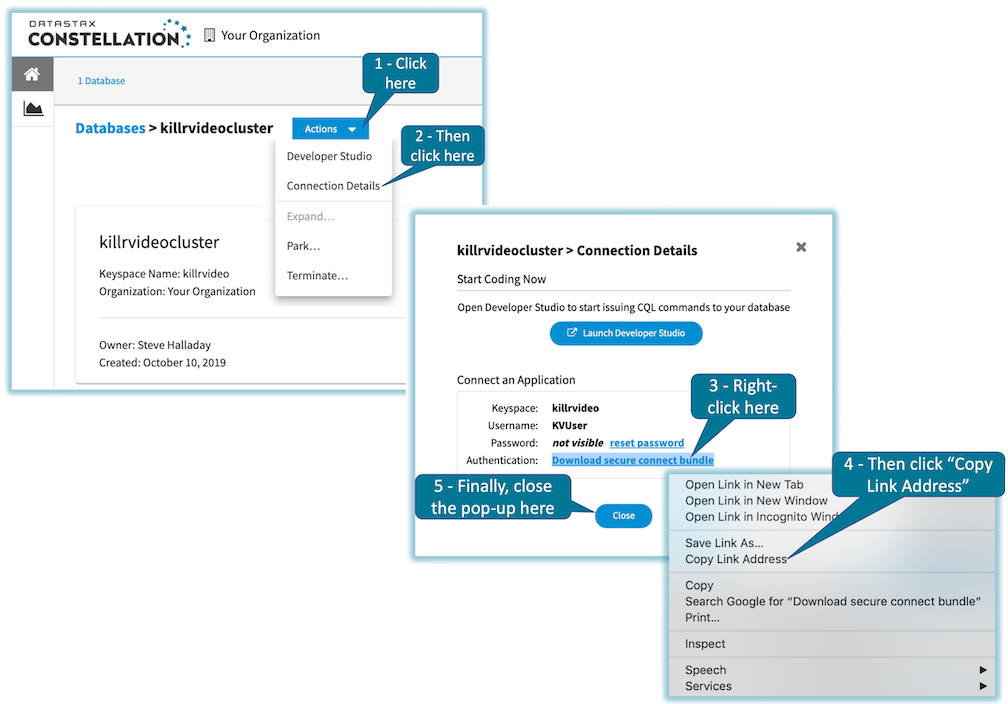 DATASTAX
CONSTELLATION
Your Organization
1 - Click
here
1 Database
Databases > killrvideocluster
Actions
2 - Then
click here
Developer Studio
Connection Details
Expand...
Park...
Terminate...
killrvideocluster
Keyspace Name: killrvideo
Organization: Your Organization
Owner: Steve Halladay
Created: October 10, 2019
killrvideocluster > Connection Details
Start Coding Now
Open Developer Studio to start issuing CQL commands to your database
Launch Developer Studio
Connect an Application
3 - Right-
click here
Keyspace: killrvideo
Username: KVUser
Password: not visible reset password
Authentication: Download secure connect bundle
4 - Then click “Copy
Link Address”
5 - Finally, close
the pop-up here
Close
Open Link in New Tab
Open Link in New Window
Open Link in Incognito Wind
Save Link As...
Copy Link Address
Copy
Search Google for “Download secure connect bundle”
Print...
Inspect
Speech
Services